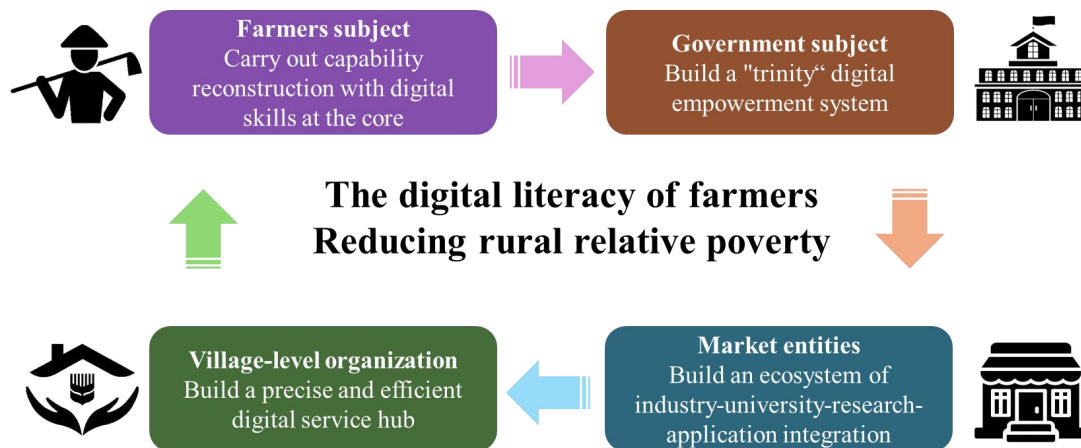 Farmers subject
Carry out capability
reconstruction with digital
skills at the core
Government subject
Build a "trinity“ digital
empowerment system
The digital literacy of farmers
Reducing rural relative poverty
Village-level organization
Build a precise and efficient
digital service hub
Market entities
Build an ecosystem of
industry-university-research-
application integration